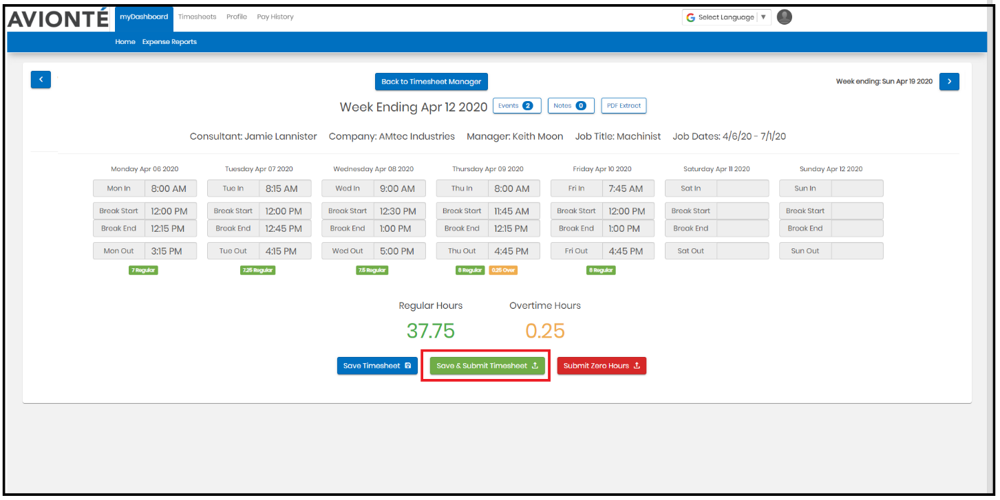 AVIONTÉ myDashboard Timesheets Profile Pay History G Select Language ▼
Home Expense Reports
Back to Timesheet Manager Week ending: Sun Apr 19 2020
Week Ending Apr 12 2020 Events 2 Notes 0 PDF Extract
Consultant: Jamie Lannister Company: AMtec Industries Manager: Keith Moon Job Title: Machinist Job Dates: 4/6/20 - 7/1/20
Monday Apr 06 2020 Tuesday Apr 07 2020 Wednesday Apr 08 2020 Thursday Apr 09 2020 Friday Apr 10 2020 Saturday Apr 11 2020 Sunday Apr 12 2020
Mon In 8:00 AM Tue In 8:15 AM Wed In 9:00 AM Thu In 8:00 AM Fri In 7:45 AM Sat In Sun In
Break Start 12:00 PM Break Start 12:00 PM Break Start 12:30 PM Break Start 11:45 AM Break Start 12:00 PM Break Start Break Start
Break End 12:15 PM Break End 12:45 PM Break End 1:00 PM Break End 12:15 PM Break End 1:00 PM Break End Break End
Mon Out 3:15 PM Tue Out 4:15 PM Wed Out 5:00 PM Thu Out 4:45 PM Fri Out 4:45 PM Sat Out Sun Out
7 Regular 7.25 Regular 7.5 Regular 8 Regular 0.25 Over 8 Regular
Regular Hours Overtime Hours
37.75 0.25
Save Timesheet Save & Submit Timesheet Submit Zero Hours